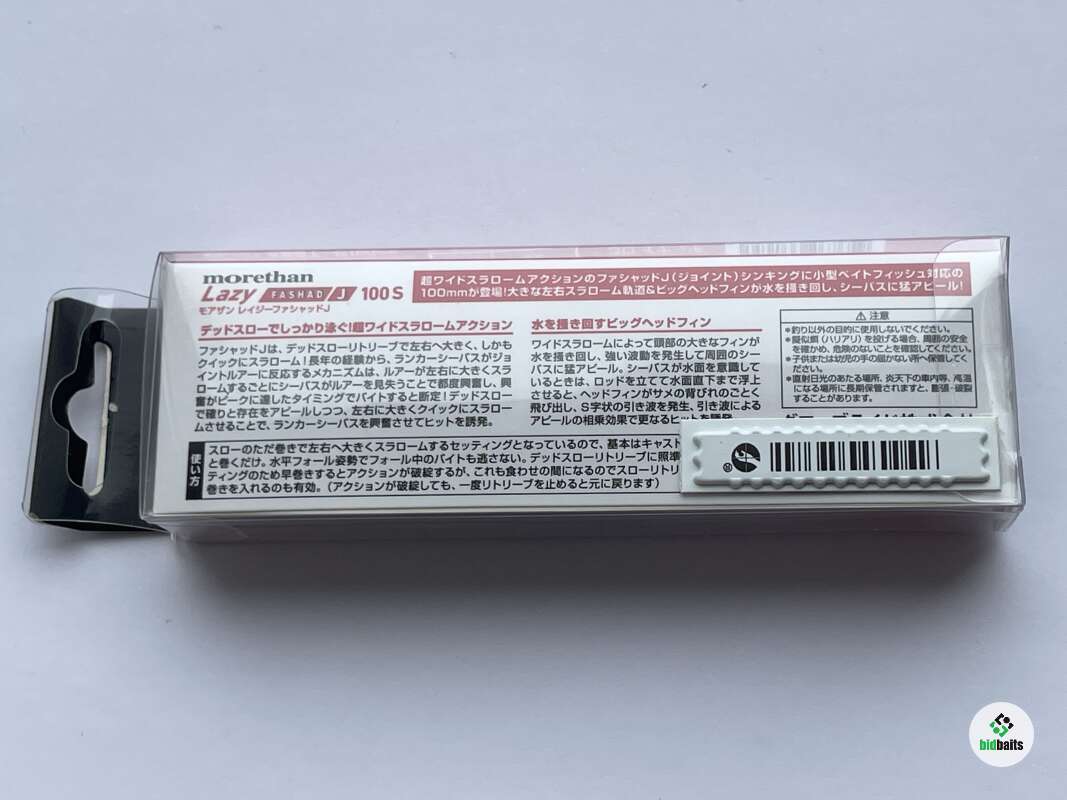 morethan
Lazy FASHAD J 100S
モアザン レイジーファシャッドJ
超ワイドスラロームアクションのファシャッドJ(ジョイント)シンキングに小型ベイトフィッシュ対応の
100mmが登場!大きな左右スラローム軌道&ビッグヘッドフィンが水を掻き回し、シーバスに猛アピール!
デッドスローでしっかり泳ぐ!超ワイドスラロームアクション
ファシャッドJは、デッドスローリトリーブで左右へ大きく、しかも
クイックにスラローム!長年の経験から、ランカーシーバスがジョ
イントルアーに反応するメカニズムは、ルアーが左右に大きくスラ
ロームするごとにシーバスがルアーを見失うことで都度興奮し、興
奮がピークに達したタイミングでバイトすると断定!デッドスロー
で確りと存在をアピールしつつ、左右に大きくクイックにスラロー
ムさせることで、ランカーシーバスを興奮させてヒットを誘発。
水を掻き回すビッグヘッドフィン
ワイドスラロームによって頭部の大きなフィン
が水を掻き回し、強い波動を発生して周囲のシー
バスに猛アピール。シーバスが水面を意識して
いるときは、ロッドを立てて水面直下まで浮上
させると、ヘッドフィンがサメの背びれのごとく
飛び出し、S字状の引き波を発生、引き波による
アピールの相乗効果で更なるヒットを誘発
⚠注意
*釣り以外の目的に使用しないでください。
*疑似餌(ハリアリ)を投げる場合、周囲の安全
を確かめ、危険のないことを確認してください。
*子供または幼児の手の届かない所へ保管してく
ださい。
*直射日光のあたる場所、炎天下の車内等、高温
になる場所に長期保管されますと、膨張・破裂
することがあります。
使い方
スローのただ巻きで左右へ大きくスラロームするセッティングとなっているので、基本はキャスト
と巻くだけ。水平フォール姿勢でフォール中のバイトも逃さない。デッドスローリトリーブに照準
ティングのため早巻きするとアクションが破綻するが、これも食わせの間になるのでスローリトリ
巻きを入れるのも有効。(アクションが破綻しても、一度リトリーブを止めると元に戻ります)
bidbaits